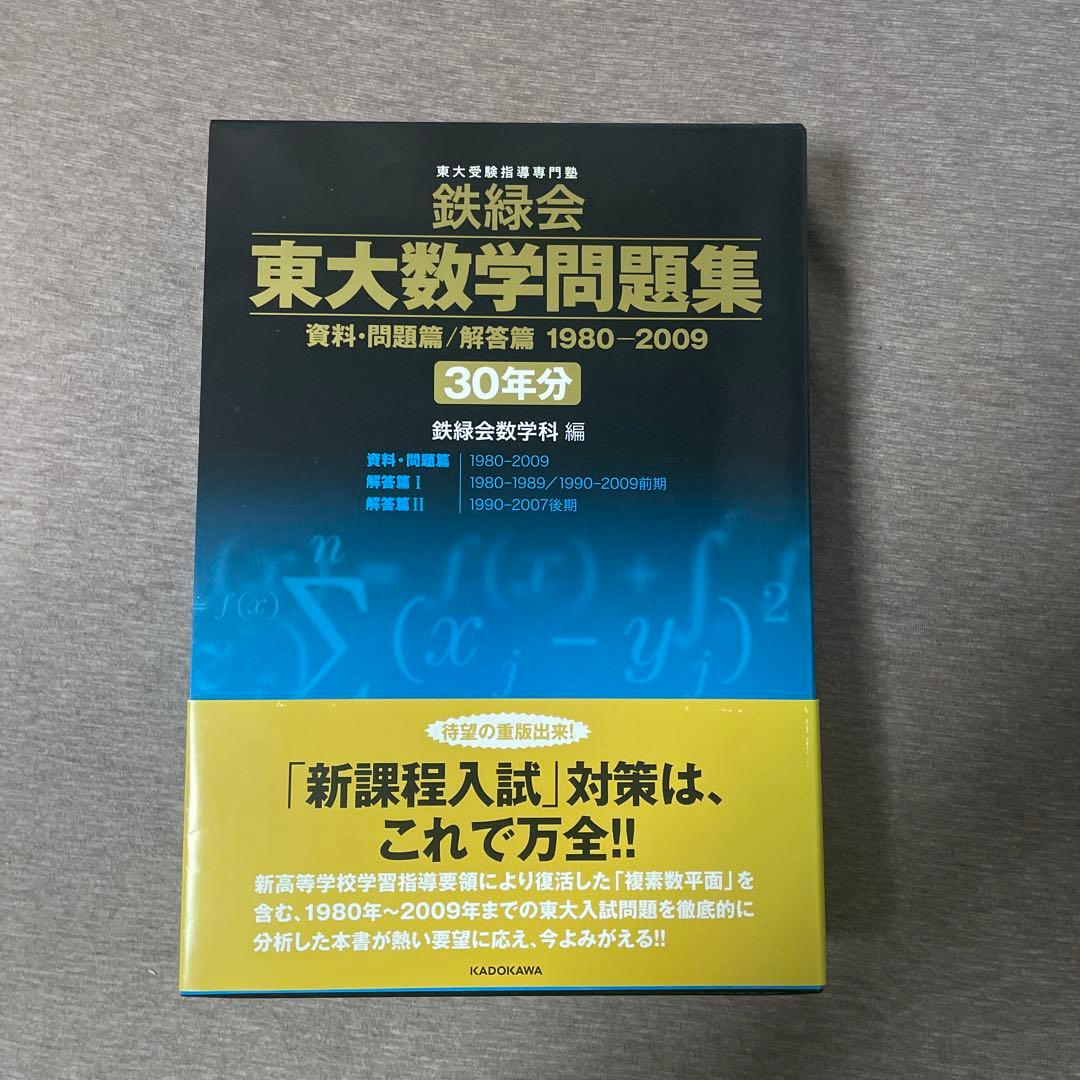 東大受験指導専門塾
鉄緑会
東大数学問題集
資料・問題篇/解答篇 1980-2009
30年分
鉄緑会数学科 編
資料・問題篇 1980-2009
解答篇Ⅰ 1980-1989/1990-2009前期
解答篇Ⅱ 1990-2007後期
n
= f(x)
- f(x) + f
Σ(x_j - y_j)^2
待望の重版出来!
「新課程入試」対策は、
これで万全!!
新高等学校学習指導要領により復活した「複素数平面」を
含む、1980年~2009年までの東大入試問題を徹底的に
分析した本書が熱い要望に応え、今よみがえる!!
KADOKAWA